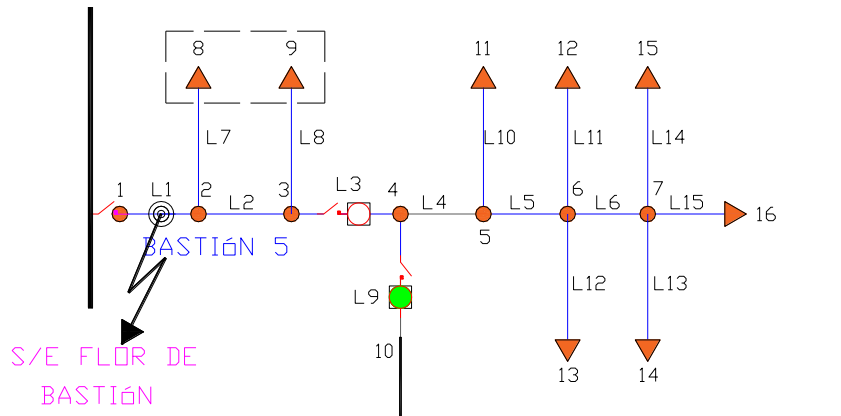 8 9 11 12 15
L7 L8 L10 L11 L14
1 L1 2 L2 3 L3 4 L4 L5 6 L6 7 L15 16
5
BASTIóN 5
L9 L12 L13
10
S/E FLOR DE
BASTIóN
13 14